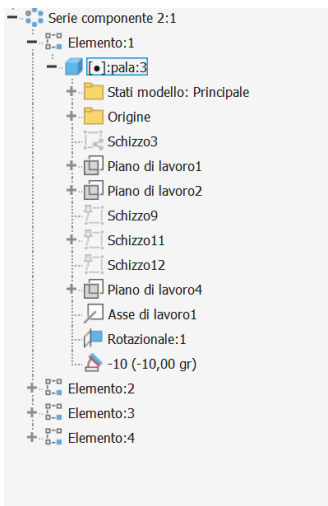 Serie componente 2:1
Elemento:1
[●]:pala:3
Stati modello: Principale
Origine
Schizzo3
Piano di lavoro1
Piano di lavoro2
Schizzo9
Schizzo11
Schizzo12
Piano di lavoro4
Asse di lavoro1
Rotazionale:1
-10 (-10,00 gr)
Elemento:2
Elemento:3
Elemento:4